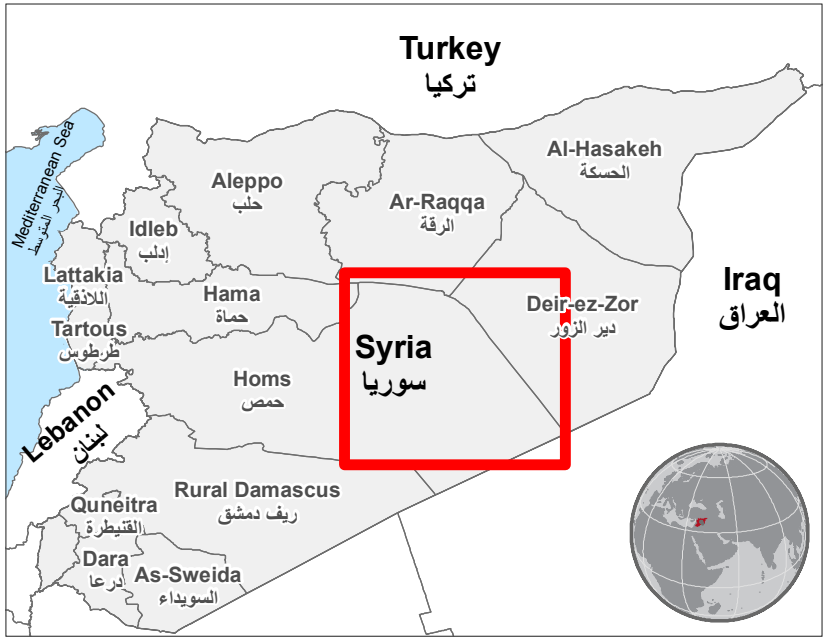 Turkey
تركيا
Mediterranean Sea
البحر المتوسط
Al-Hasakeh
الحسكة
Aleppo
حلب
Ar-Raqqa
الرقة
Idleb
إدلب
Lattakia
اللاذقية
Hama
حماة
Iraq
العراق
Deir-ez-Zor
دير الزور
Tartous
طرطوس
Syria
سوريا
Homs
حمص
Lebanon
لبنان
Rural Damascus
ريف دمشق
Quneitra
القنيطرة
Dara
درعا
As-Sweida
السويداء